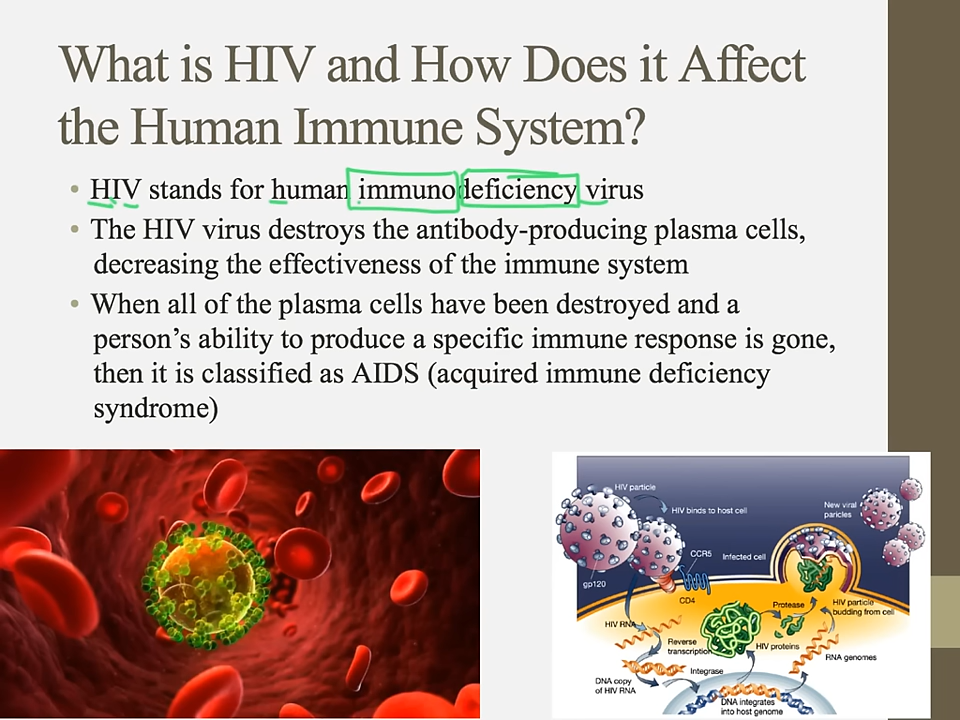 What is HIV and How Does it Affect
the Human Immune System?
• HIV stands for human immunodeficiency virus
• The HIV virus destroys the antibody-producing plasma cells,
decreasing the effectiveness of the immune system
• When all of the plasma cells have been destroyed and a
person's ability to produce a specific immune response is gone,
then it is classified as AIDS (acquired immune deficiency
syndrome)
HIV particle
HIV binds to host cell
New viral
paricles
CCR5
Infected cell
gp120
CD4
Protease
HIV particle
budding from cell
HIV RNA
Reverse
transcription
HIV proteins
RNA genomes
Integrase
DNA copy
of HIV RNA
DNA integrates
into host genome